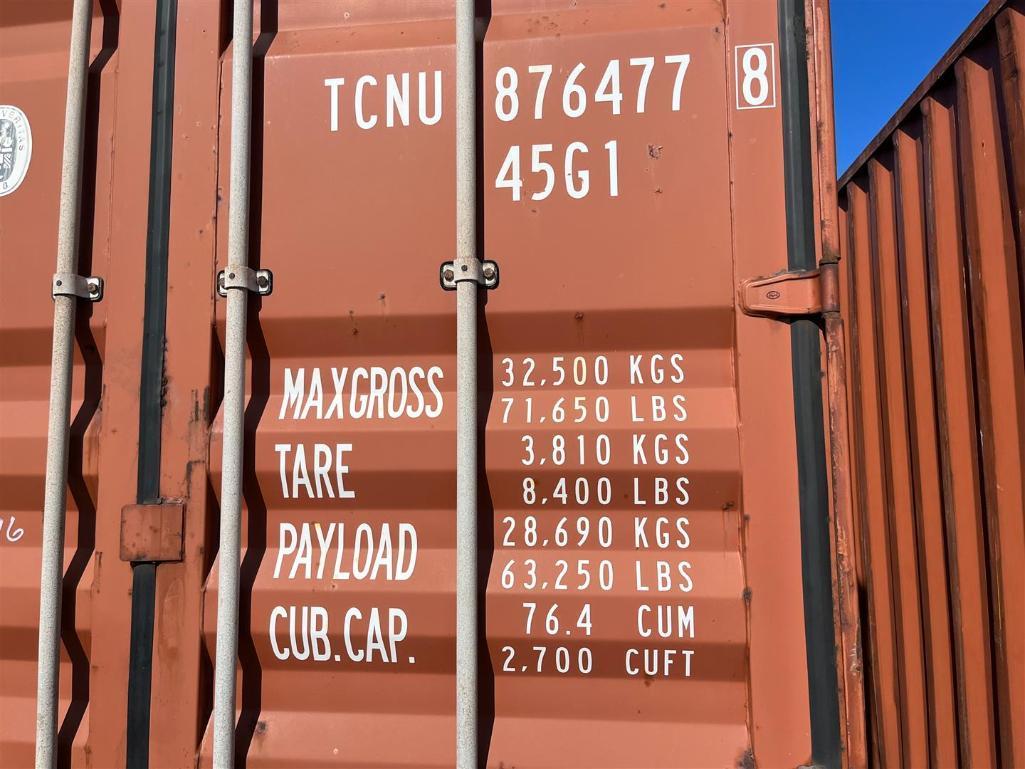 TCNU 876477 8
45G1
MAXGROSS 32,500 KGS
71,650 LBS
TARE 3,810 KGS
8,400 LBS
PAYLOAD 28,690 KGS
63,250 LBS
CUB.CAP. 76.4 CUM
2,700 CUFT